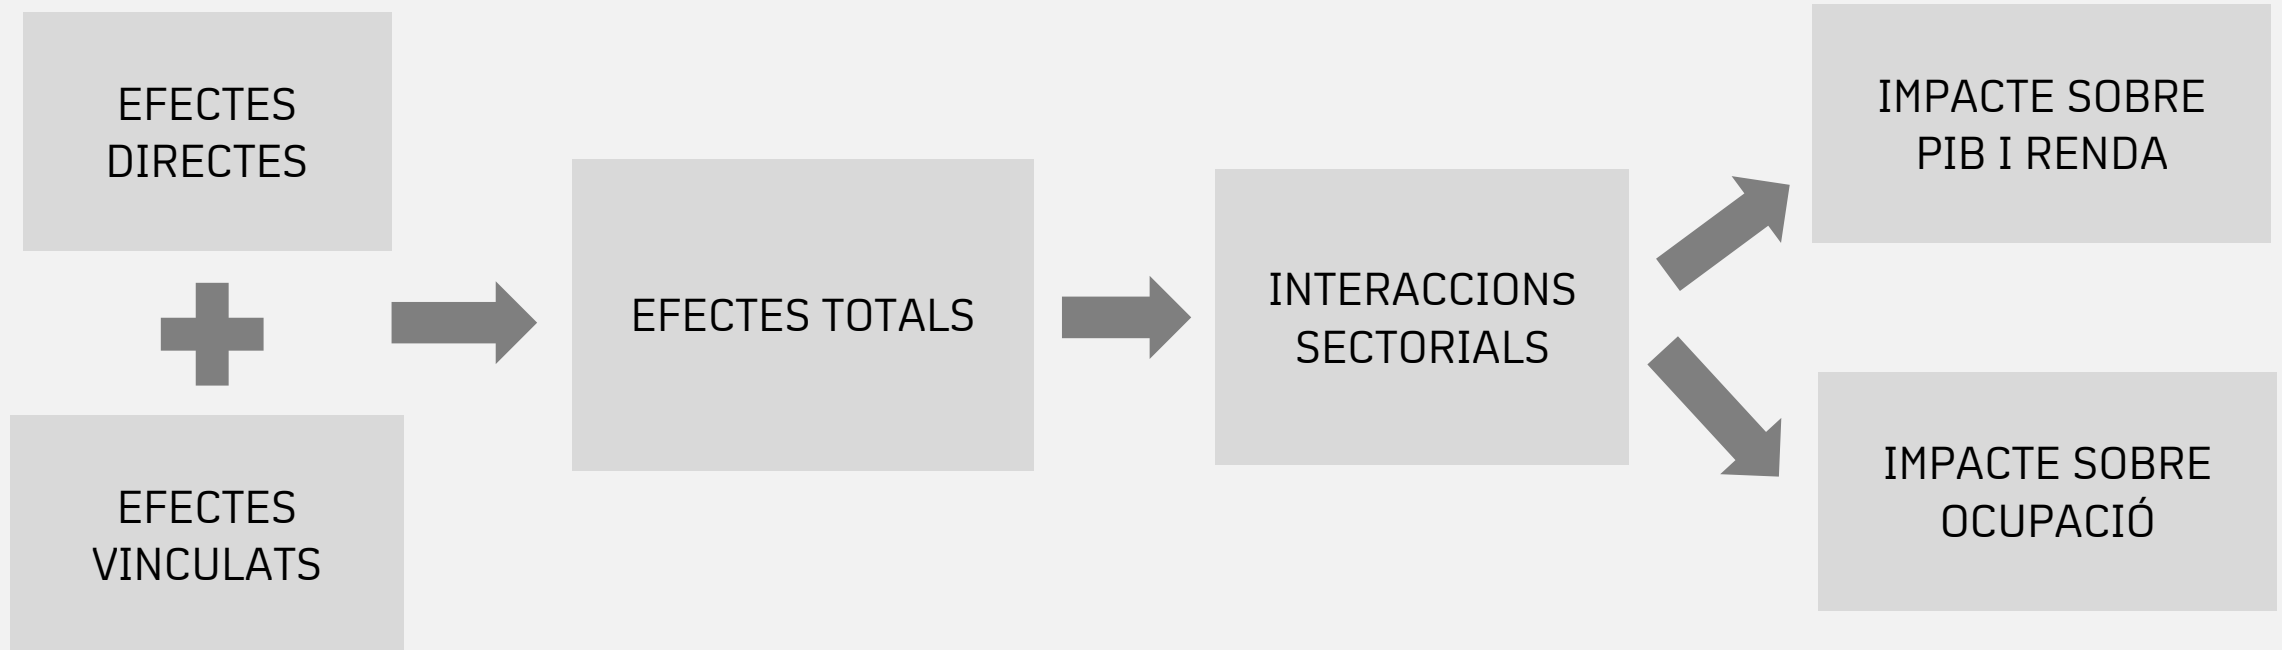 EFECTES
DIRECTES
EFECTES
VINCULATS
EFECTES TOTALS
INTERACCIONS
SECTORIALS
IMPACTE SOBRE
PIB I RENDA
IMPACTE SOBRE
OCUPACIÓ